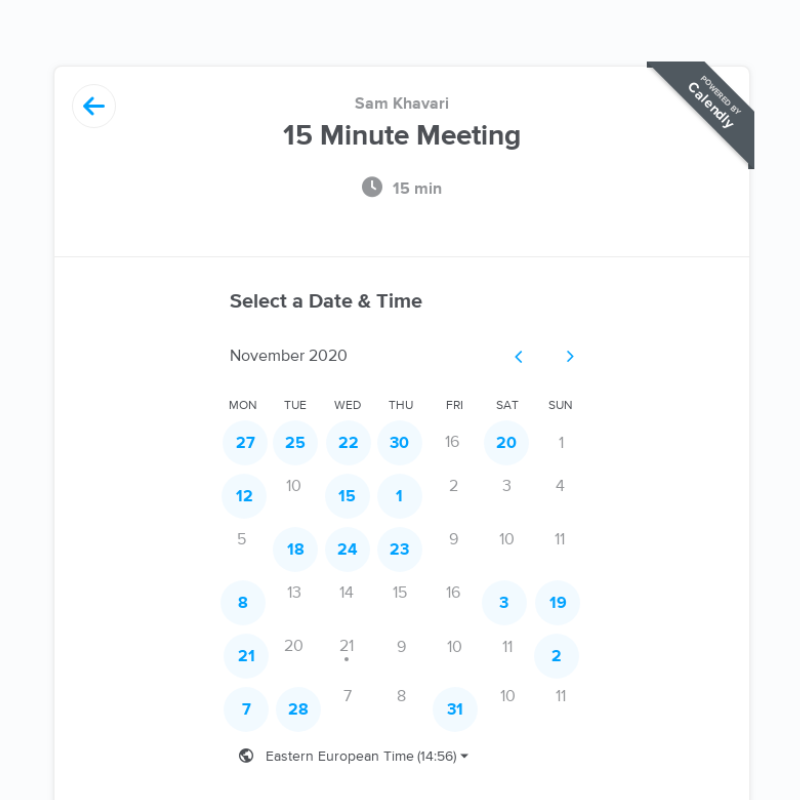 Sam Khavari
15 Minute Meeting
POWERED BY
Calendly
15 min
Select a Date & Time
November 2020
MON TUE WED THU FRI SAT SUN
27 25 22 30 16 20 1
12 10 15 1 2 3 4
5 18 24 23 9 10 11
8 13 14 15 16 3 19
21 20 21 9 10 11 2
7 28 7 8 31 10 11
Eastern European Time (14:56)